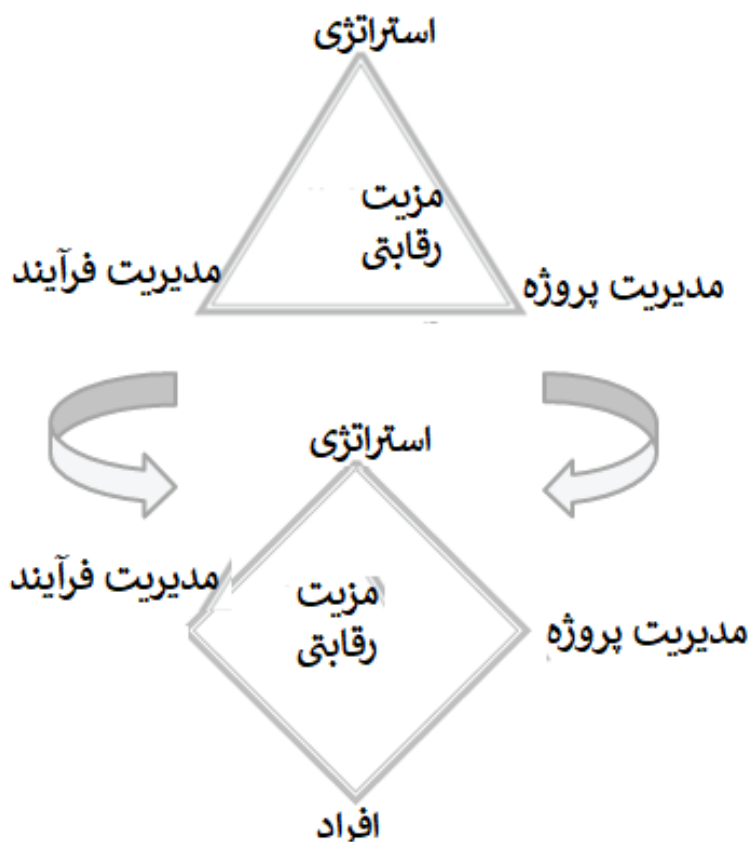 استراتژی
مزیت
رقابتی
مدیریت پروژه
مدیریت فرآیند
استراتژی
مدیریت فرآیند
مزیت
رقابتی
مدیریت پروژه
افراد